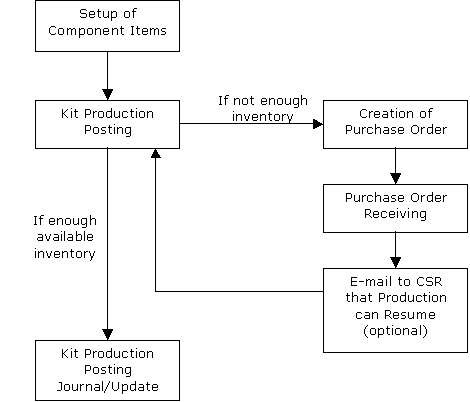 Setup of
Component Items
Kit Production
Posting
If not enough
inventory
Creation of
Purchase Order
Purchase Order
Receiving
If enough
available
inventory
E-mail to CSR
that Production
can Resume
(optional)
Kit Production
Posting
Journal/Update